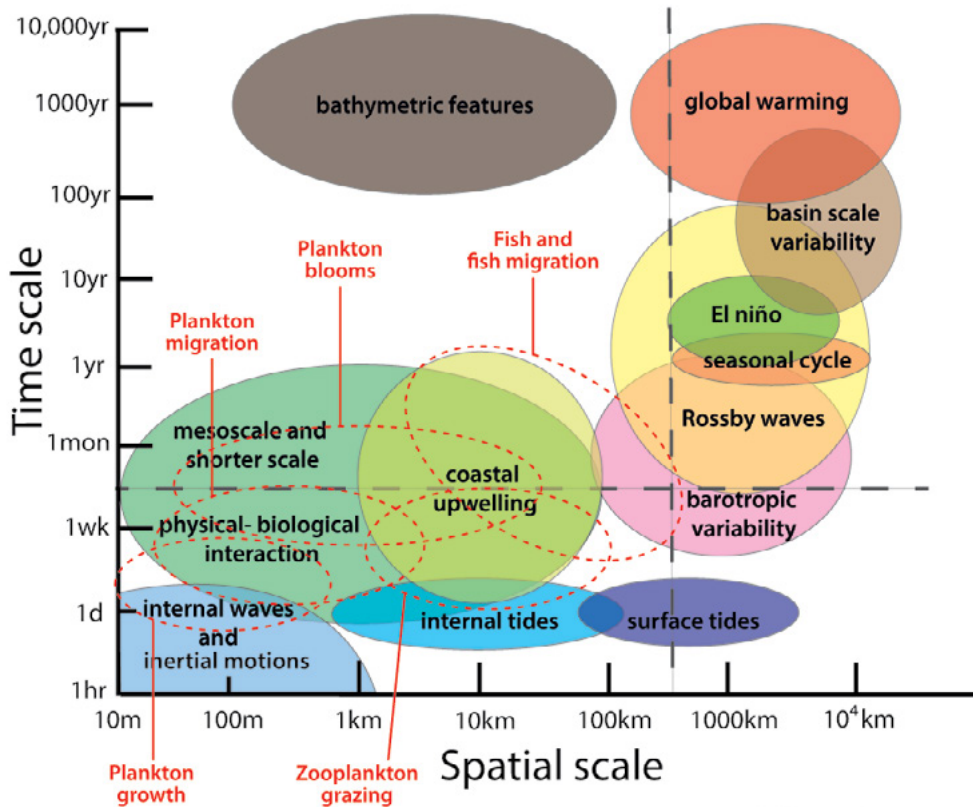 10,000yr
1000yr
100yr
10yr
1yr
1mon
1wk
1d
1hr
Time scale
bathymetric features
global warming
basin scale
variability
Plankton
blooms
Fish and
fish migration
Plankton
migration
El niño
seasonal cycle
Rossby waves
mesoscale and
shorter scale
coastal
upwelling
barotropic
variability
physical- biological
interaction
internal waves
and
inertial motions
internal tides
surface tides
10m
100m
1km
10km
100km
1000km
10⁴km
Plankton
growth
Zooplankton
grazing
Spatial scale